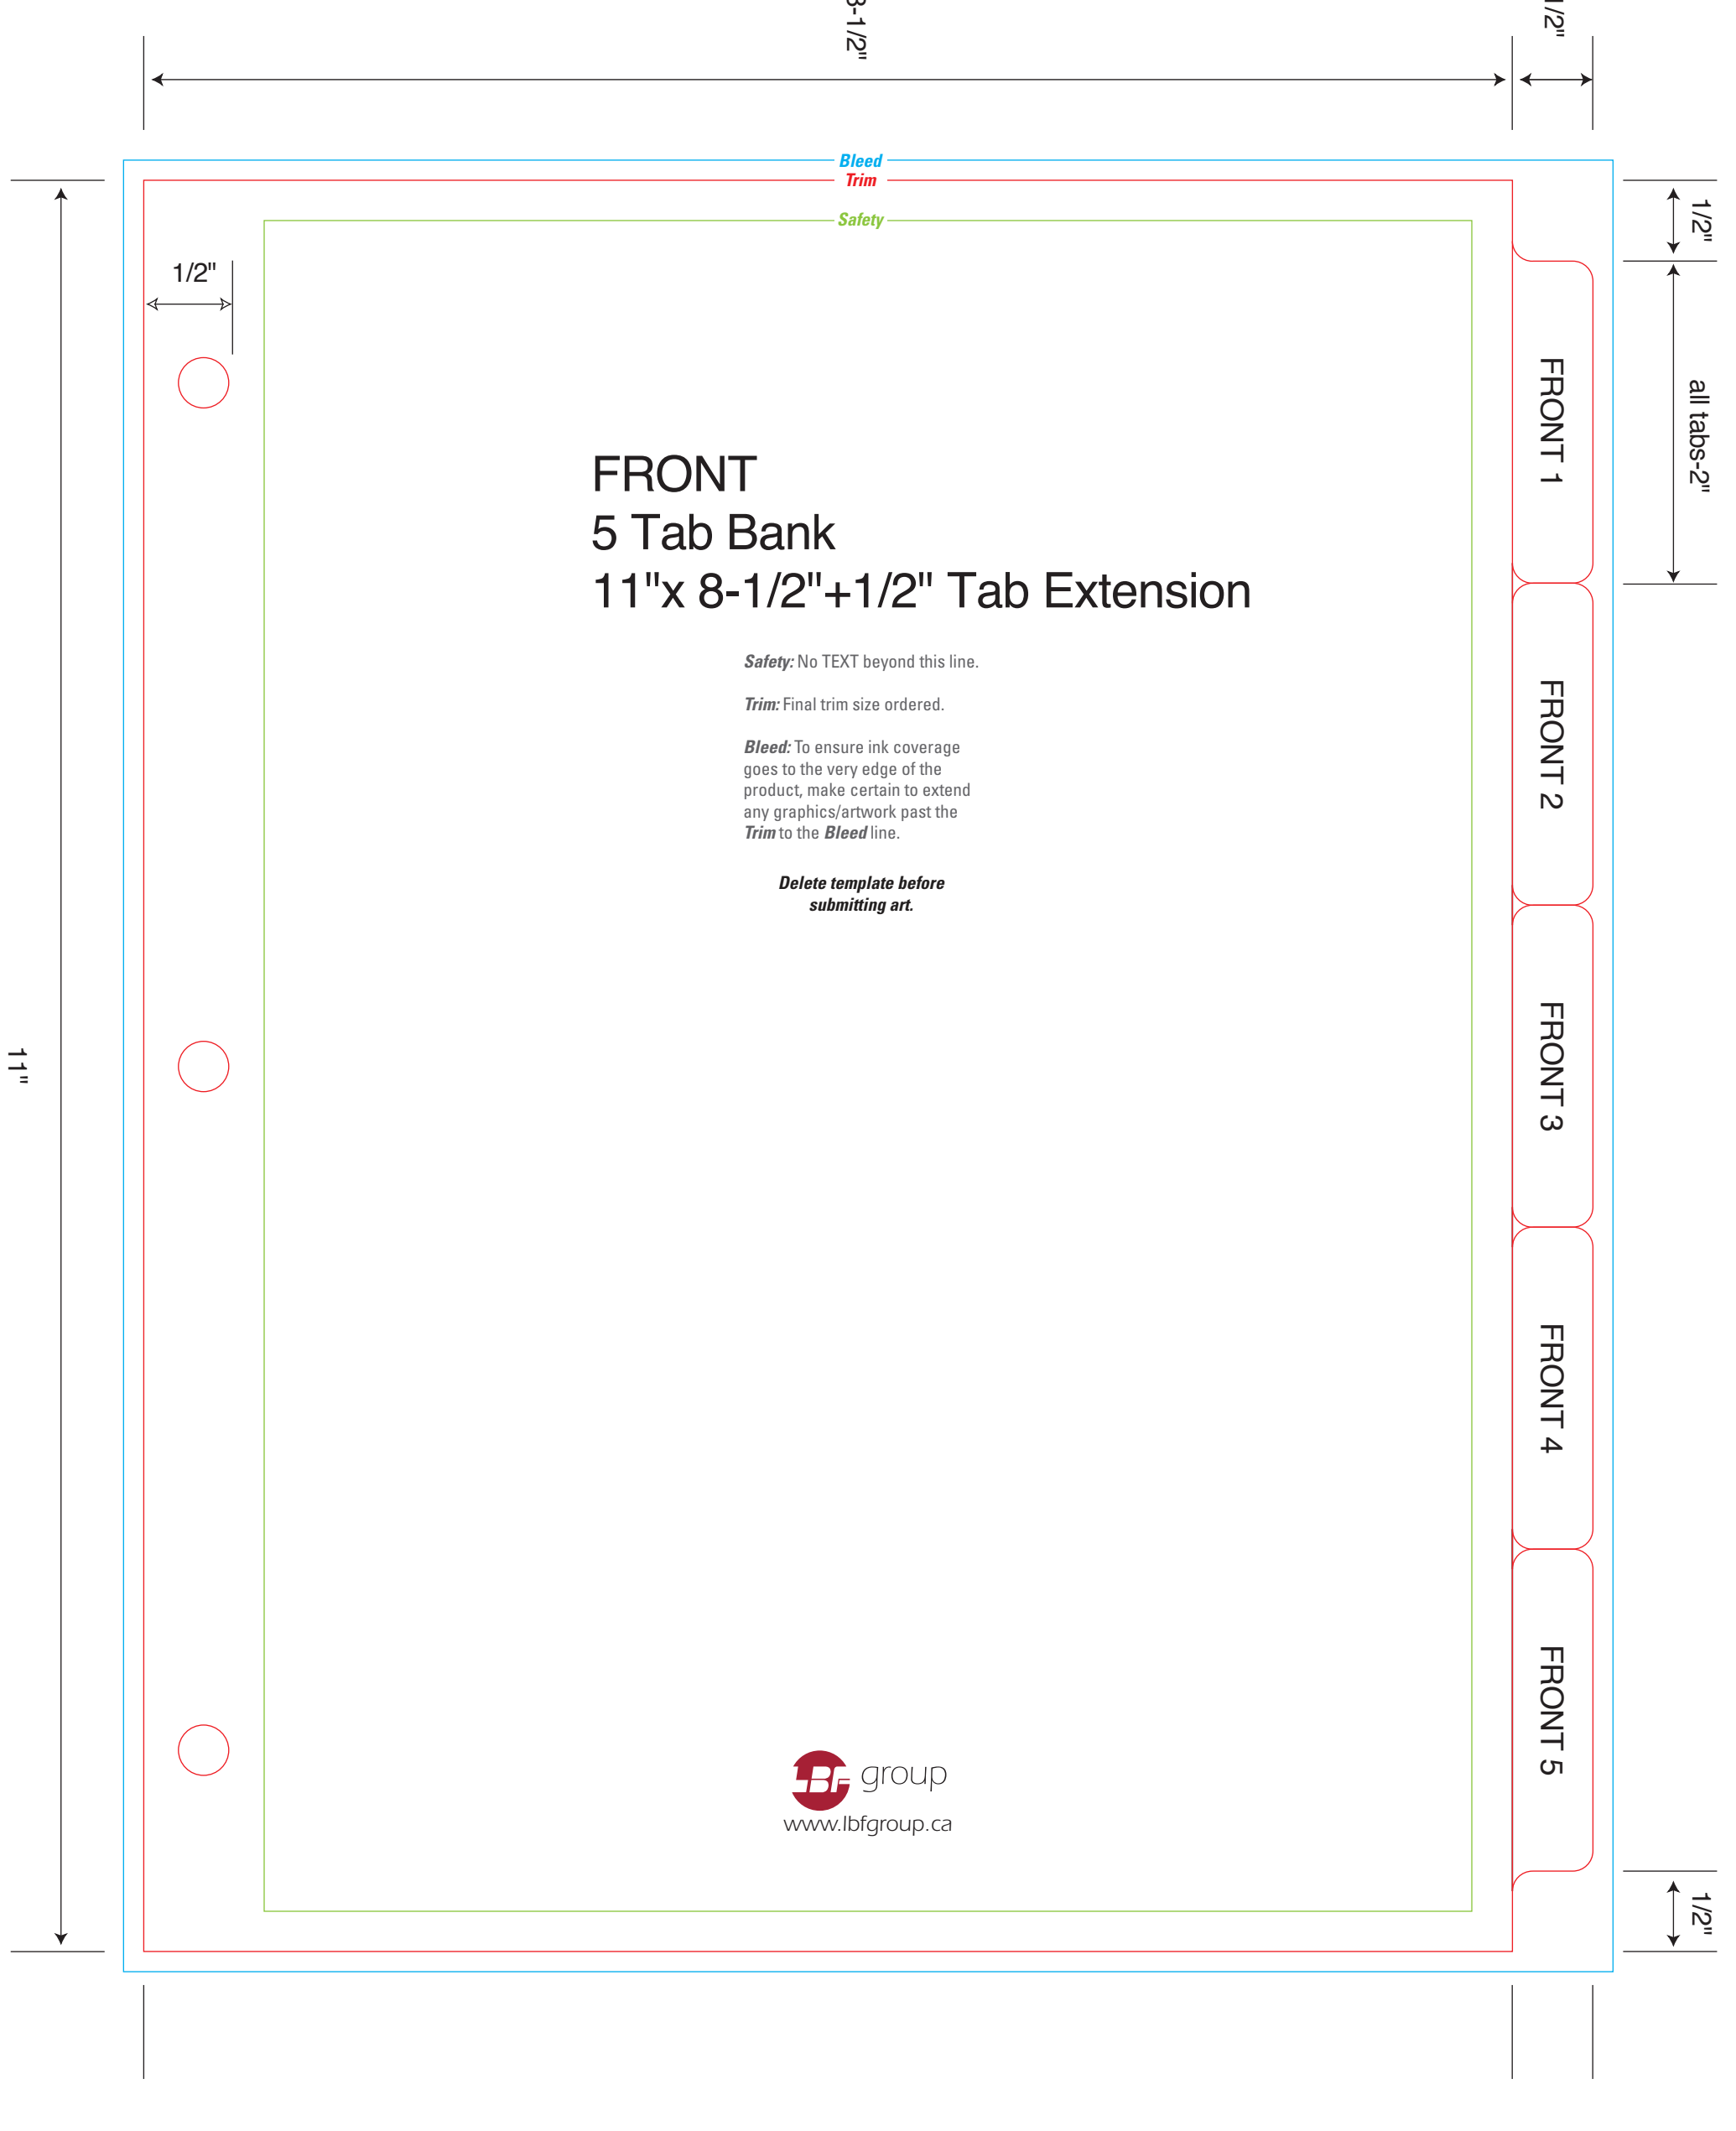 1/2"
Bleed
Trim
Safety
1/2"
1/2"
FRONT 1
all tabs-2"
FRONT
5 Tab Bank
11"x 8-1/2"+1/2" Tab Extension
Safety: No TEXT beyond this line.
Trim: Final trim size ordered.
Bleed: To ensure ink coverage
goes to the very edge of the
product, make certain to extend
any graphics/artwork past the
Trim to the Bleed line.
Delete template before
submitting art.
FRONT 2
11"
FRONT 3
FRONT 4
FRONT 5
LBF group
www.lbfgroup.ca
1/2"